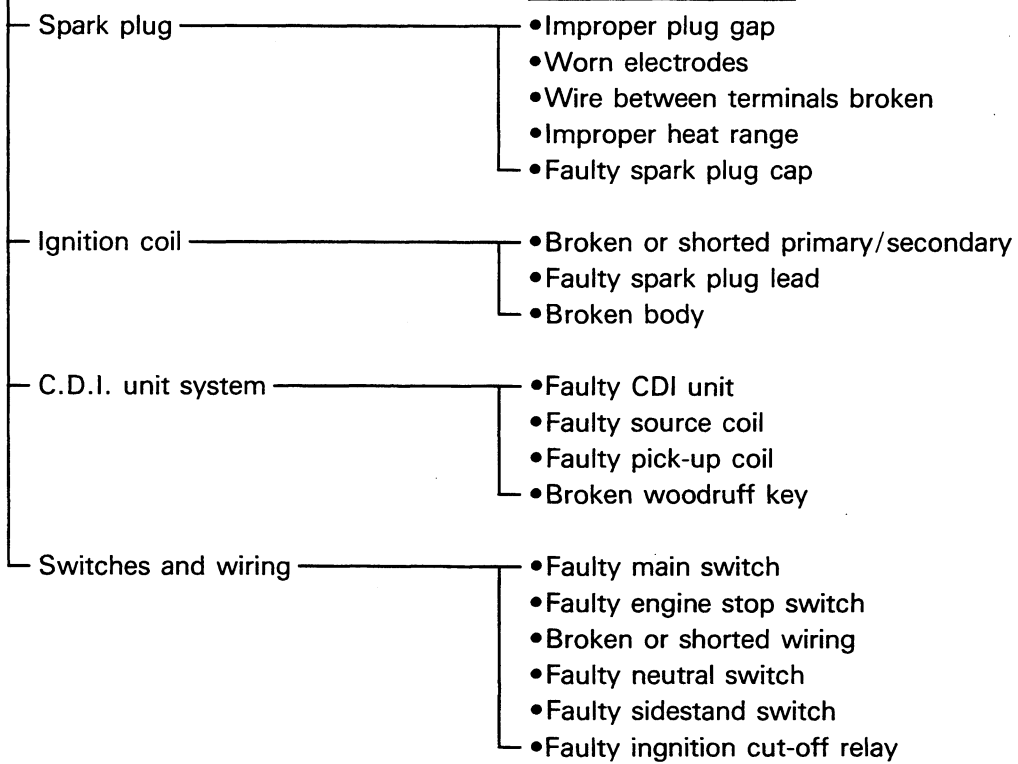 Spark plug
•Improper plug gap
•Worn electrodes
•Wire between terminals broken
•Improper heat range
•Faulty spark plug cap
Ignition coil
•Broken or shorted primary/secondary
•Faulty spark plug lead
•Broken body
C.D.I. unit system
•Faulty CDI unit
•Faulty source coil
•Faulty pick-up coil
•Broken woodruff key
Switches and wiring
•Faulty main switch
•Faulty engine stop switch
•Broken or shorted wiring
•Faulty neutral switch
•Faulty sidestand switch
•Faulty ingnition cut-off relay